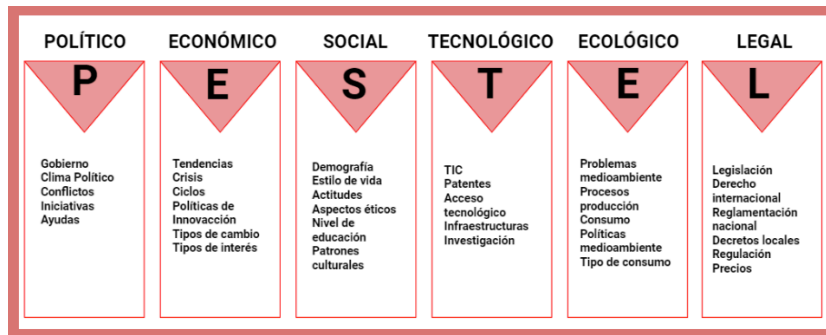 POLÍTICO
P
Gobierno
Clima Político
Conflictos
Iniciativas
Ayudas
ECONÓMICO
E
Tendencias
Crisis
Ciclos
Políticas de
Innovacción
Tipos de cambio
Tipos de interés
SOCIAL
S
Demografía
Estilo de vida
Actitudes
Aspectos éticos
Nivel de
educación
Patrones
culturales
TECNOLÓGICO
T
TIC
Patentes
Acceso
tecnológico
Infraestructuras
Investigación
ECOLÓGICO
E
Problemas
medioambiente
Procesos
producción
Consumo
Políticas
medioambiente
Tipo de consumo
LEGAL
L
Legislación
Derecho
internacional
Reglamentación
nacional
Decretos locales
Regulación
Precios